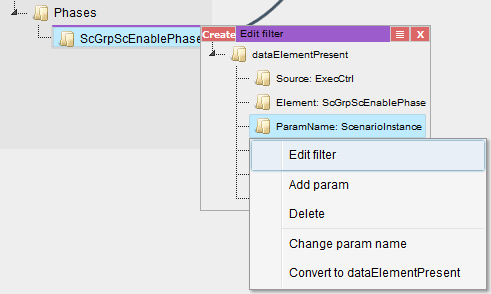 Phases
ScGrpScEnablePhase
Create Edit filter X
dataElementPresent
Source: ExecCtrl
Element: ScGrpScEnablePhase
ParamName: ScenarioInstance
Edit filter
Add param
Delete
Change param name
Convert to dataElementPresent